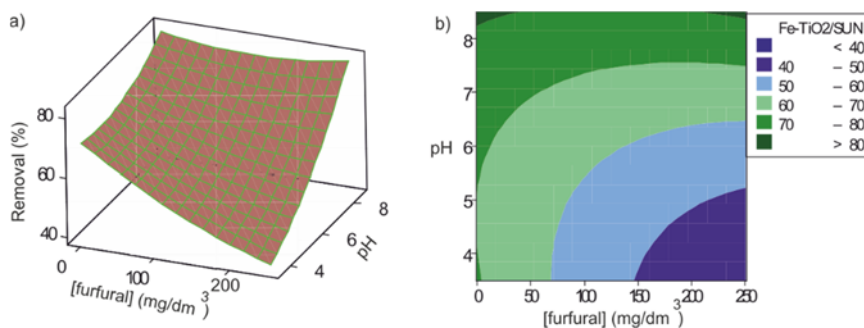 a)
Removal (%)
80
60
40
0
100
200
[furfural] (mg/dm³)
4
6
8
pH
b)
8
7
pH 6
5
4
0 50 100 150 200 250
[furfural] (mg/dm³)
Fe-TiO2/SUN
< 40
40 – 50
50 – 60
60 – 70
70 – 80
> 80